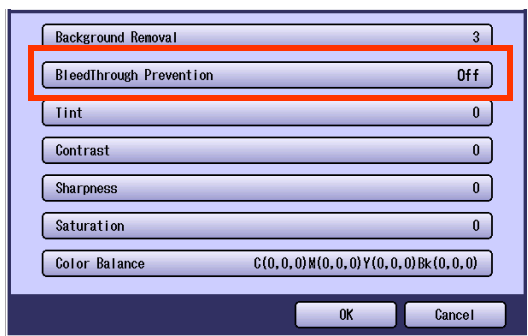 Background Removal 3
BleedThrough Prevention Off
Tint 0
Contrast 0
Sharpness 0
Saturation 0
Color Balance C(0,0,0)M(0,0,0)Y(0,0,0)Bk(0,0,0)
OK Cancel